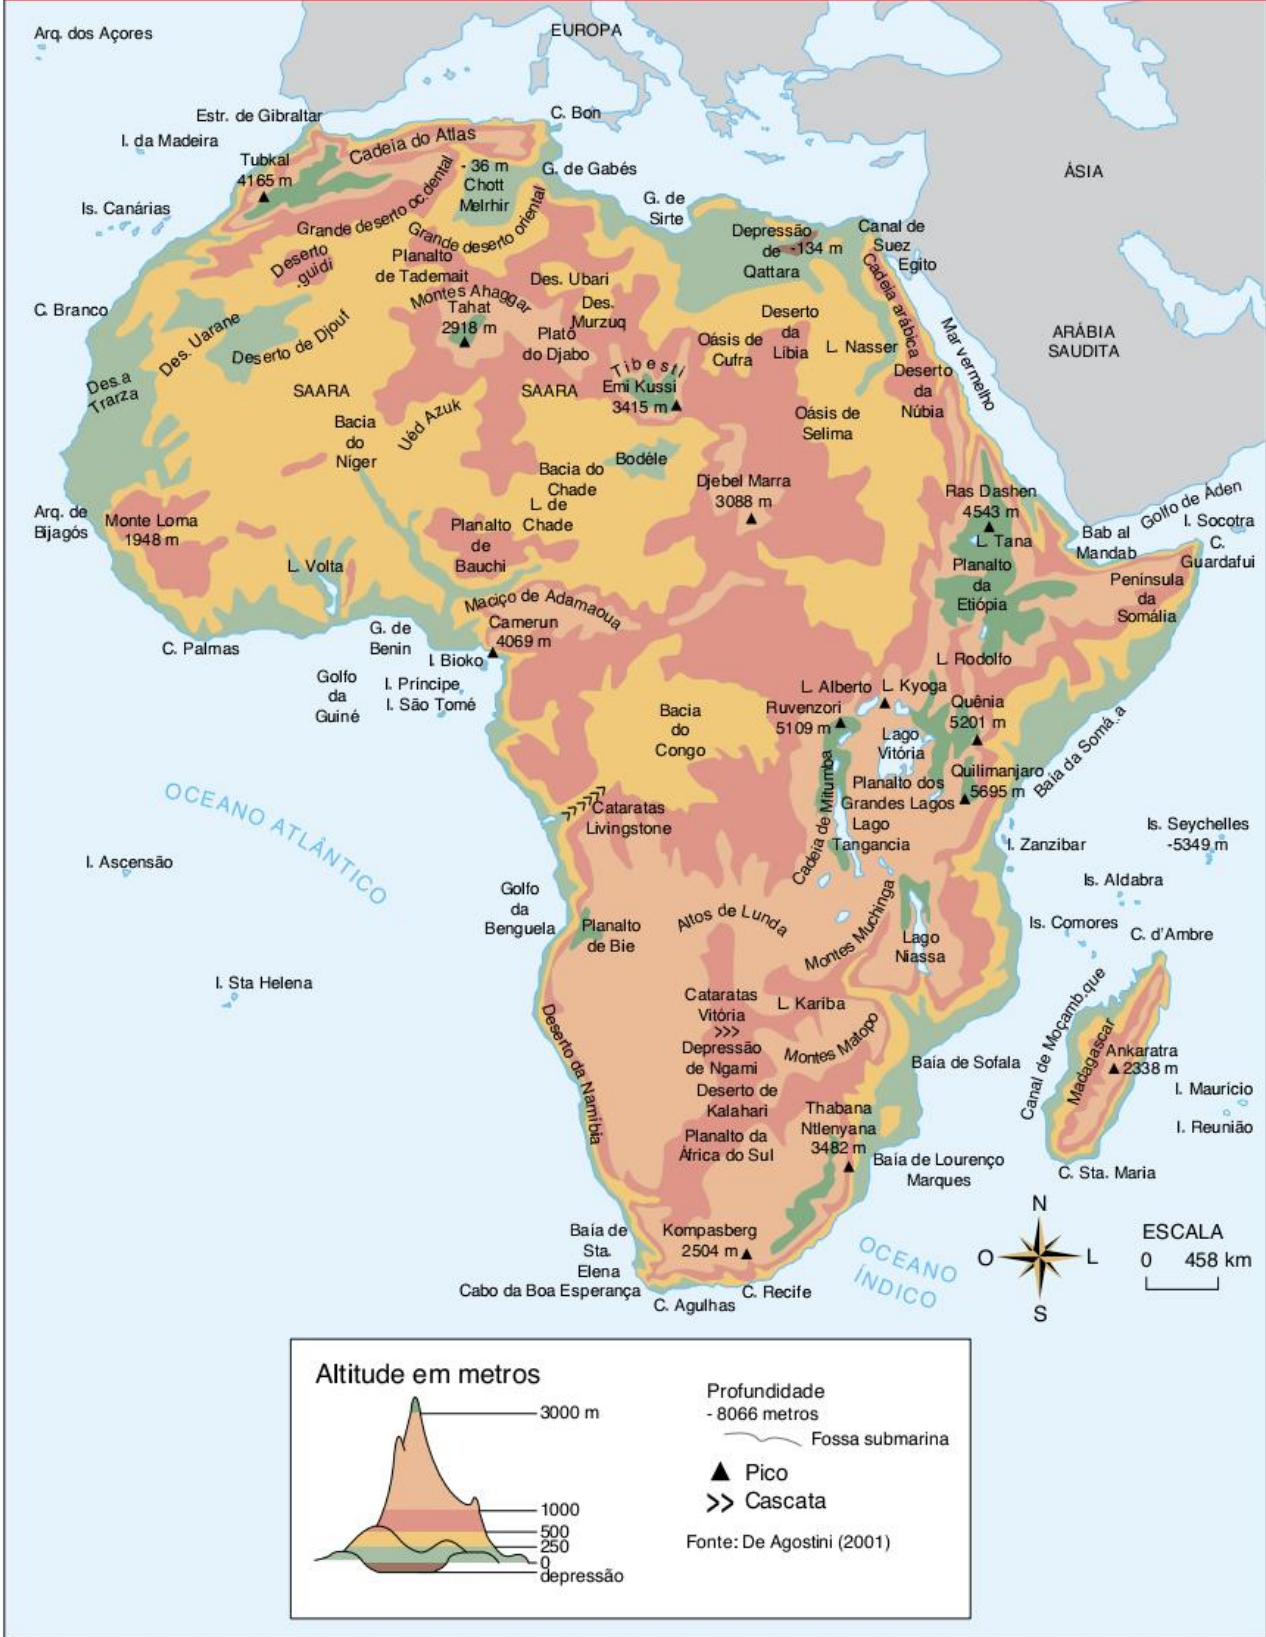 Arq. dos Açores
EUROPA
Estr. de Gibraltar
C. Bon
I. da Madeira
Cadeia do Atlas
Tubkal
4165 m
- 36 m
Chott
Melrhir
G. de Gabés
ÁSIA
Is. Canárias
G. de
Sirte
Grande deserto oc.dental
Grande deserto oriental
Depressão
de -134 m
Qattara
Canal de
Suez
Egito
Deserto
.guidi
Planalto
de Tademait
Des. Ubari
Cadeia arábica
Montes Ahaggar
Tahat
2918 m
Des.
Murzuq
C. Branco
Des. Uarane
Deserto de Djouf
Platô
do Djabo
Oásis de
Cufra
Deserto
da
Líbia
L. Nasser
Mar vermelho
ARÁBIA
SAUDITA
Des.a
Trarza
SAARA
SAARA
Tibesti
Emi Kussi
3415 m
Deserto
da
Núbia
Bacia
do
Níger
Uéd Azuk
Oásis de
Selima
Bodéle
Bacia do
Chade
L. de
Chade
Djebel Marra
3088 m
Ras Dashen
4543 m
L. Tana
Golfo de Áden
I. Socotra
C.
Guardafui
Bab al
Mandab
Arq. de
Bijagós
Monte Loma
1948 m
Planalto
de
Bauchi
L. Volta
Planalto
da
Etiópia
Península
da
Somália
Maciço de Adamaoua
Camerun
4069 m
C. Palmas
G. de
Benin
I. Bioko
L. Rodolfo
Golfo
da
Guiné
I. Príncipe
I. São Tomé
L. Alberto
L. Kyoga
Ruvenzori
5109 m
Quênia
5201 m
Bacia
do
Congo
Lago
Vitória
Baía da Somá.a
Quilimanjaro
5695 m
Planalto dos
Grandes Lagos
Cadeia de Mitumba
OCEANO ATLÂNTICO
Cataratas
Livingstone
Lago
Tangancia
I. Zanzibar
Is. Seychelles
-5349 m
I. Ascensão
Is. Aldabra
Golfo
da
Benguela
Planalto
de Bie
Altos de Lunda
Montes Muchinga
Lago
Niassa
Is. Comores
C. d'Ambre
I. Sta Helena
Cataratas
Vitória
L. Kariba
Canal de Moçamb.que
Deserto da Namíbia
Depressão
de Ngami
Montes Matopo
Baía de Sofala
Madagascar
Ankaratra
2338 m
Deserto de
Kalahari
Thabana
Ntlenyana
3482 m
I. Maurício
I. Reunião
Planalto da
África do Sul
Baía de Lourenço
Marques
C. Sta. Maria
Baía de
Sta.
Elena
Kompasberg
2504 m
Cabo da Boa Esperança
C. Agulhas
C. Recife
OCEANO
ÍNDICO
N
O
L
S
ESCALA
0 458 km
Altitude em metros
3000 m
1000
500
250
0
depressão
Profundidade
- 8066 metros
Fossa submarina
Pico
Cascata
Fonte: De Agostini (2001)